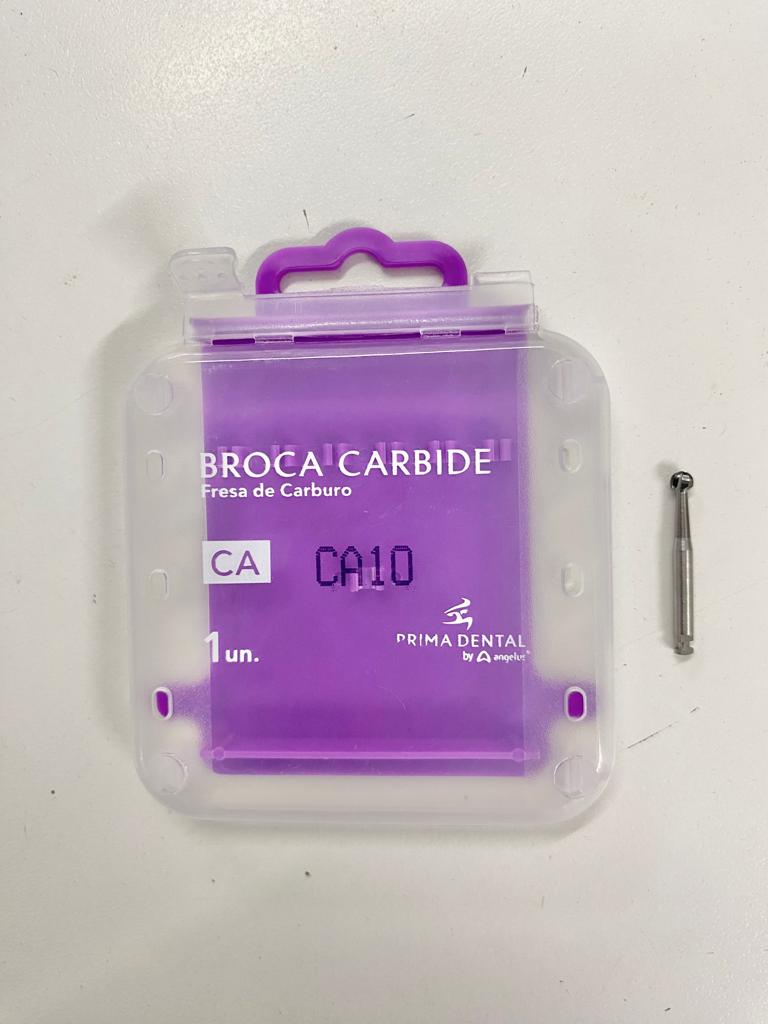 BROCA CARBIDE
Fresa de Carburo
CA CA10
1 un.
PRIMA DENTAL
by angelus